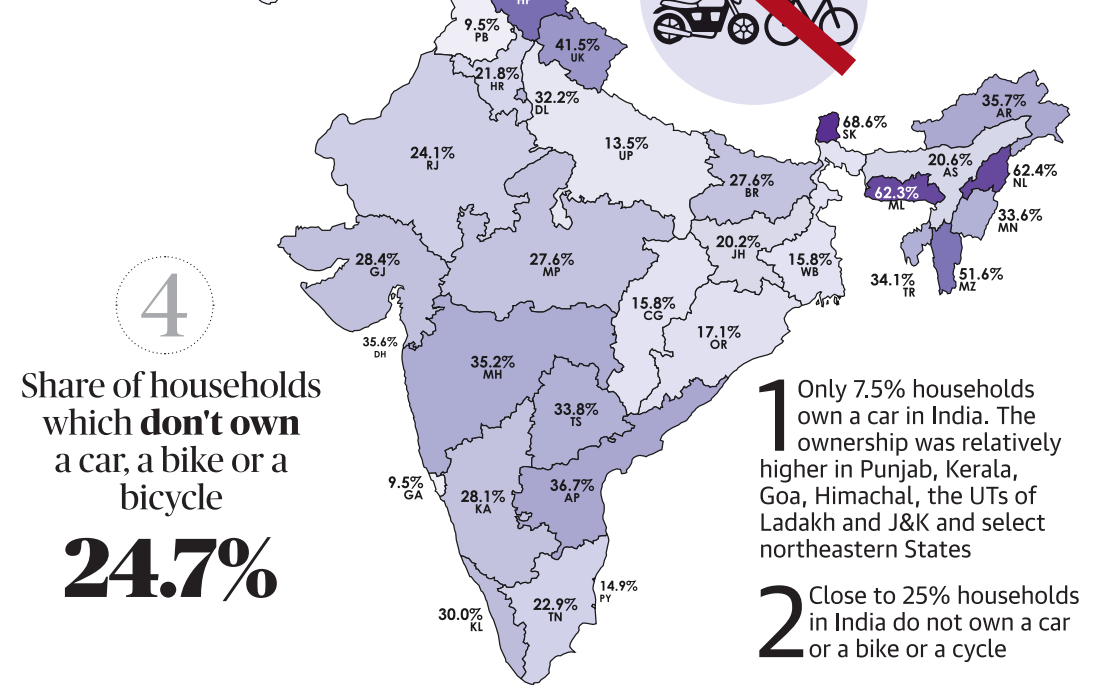 HP
9.5%
PB
41.5%
UK
21.8%
HR
32.2%
DL
35.7%
AR
68.6%
SK
24.1%
RJ
13.5%
UP
20.6%
AS
62.4%
NL
27.6%
BR
62.3%
ML
33.6%
MN
20.2%
JH
28.4%
GJ
27.6%
MP
15.8%
WB
34.1%
TR
51.6%
MZ
4
15.8%
CG
17.1%
OR
35.6%
DH
35.2%
MH
Share of households
which don't own
a car, a bike or a
bicycle
24.7%
33.8%
TS
9.5%
GA
28.1%
KA
36.7%
AP
14.9%
PY
30.0%
KL
22.9%
TN
1 Only 7.5% households
own a car in India. The
ownership was relatively
higher in Punjab, Kerala,
Goa, Himachal, the UTs of
Ladakh and J&K and select
northeastern States
2 Close to 25% households
in India do not own a car
or a bike or a cycle